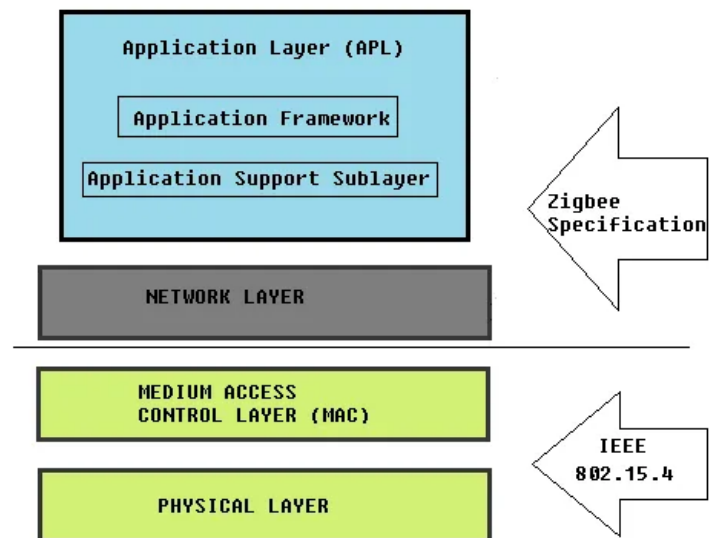 Application Layer (APL)
Application Framework
Application Support Sublayer
Zigbee
Specification
NETWORK LAYER
MEDIUM ACCESS
CONTROL LAYER (MAC)
IEEE
802.15.4
PHYSICAL LAYER